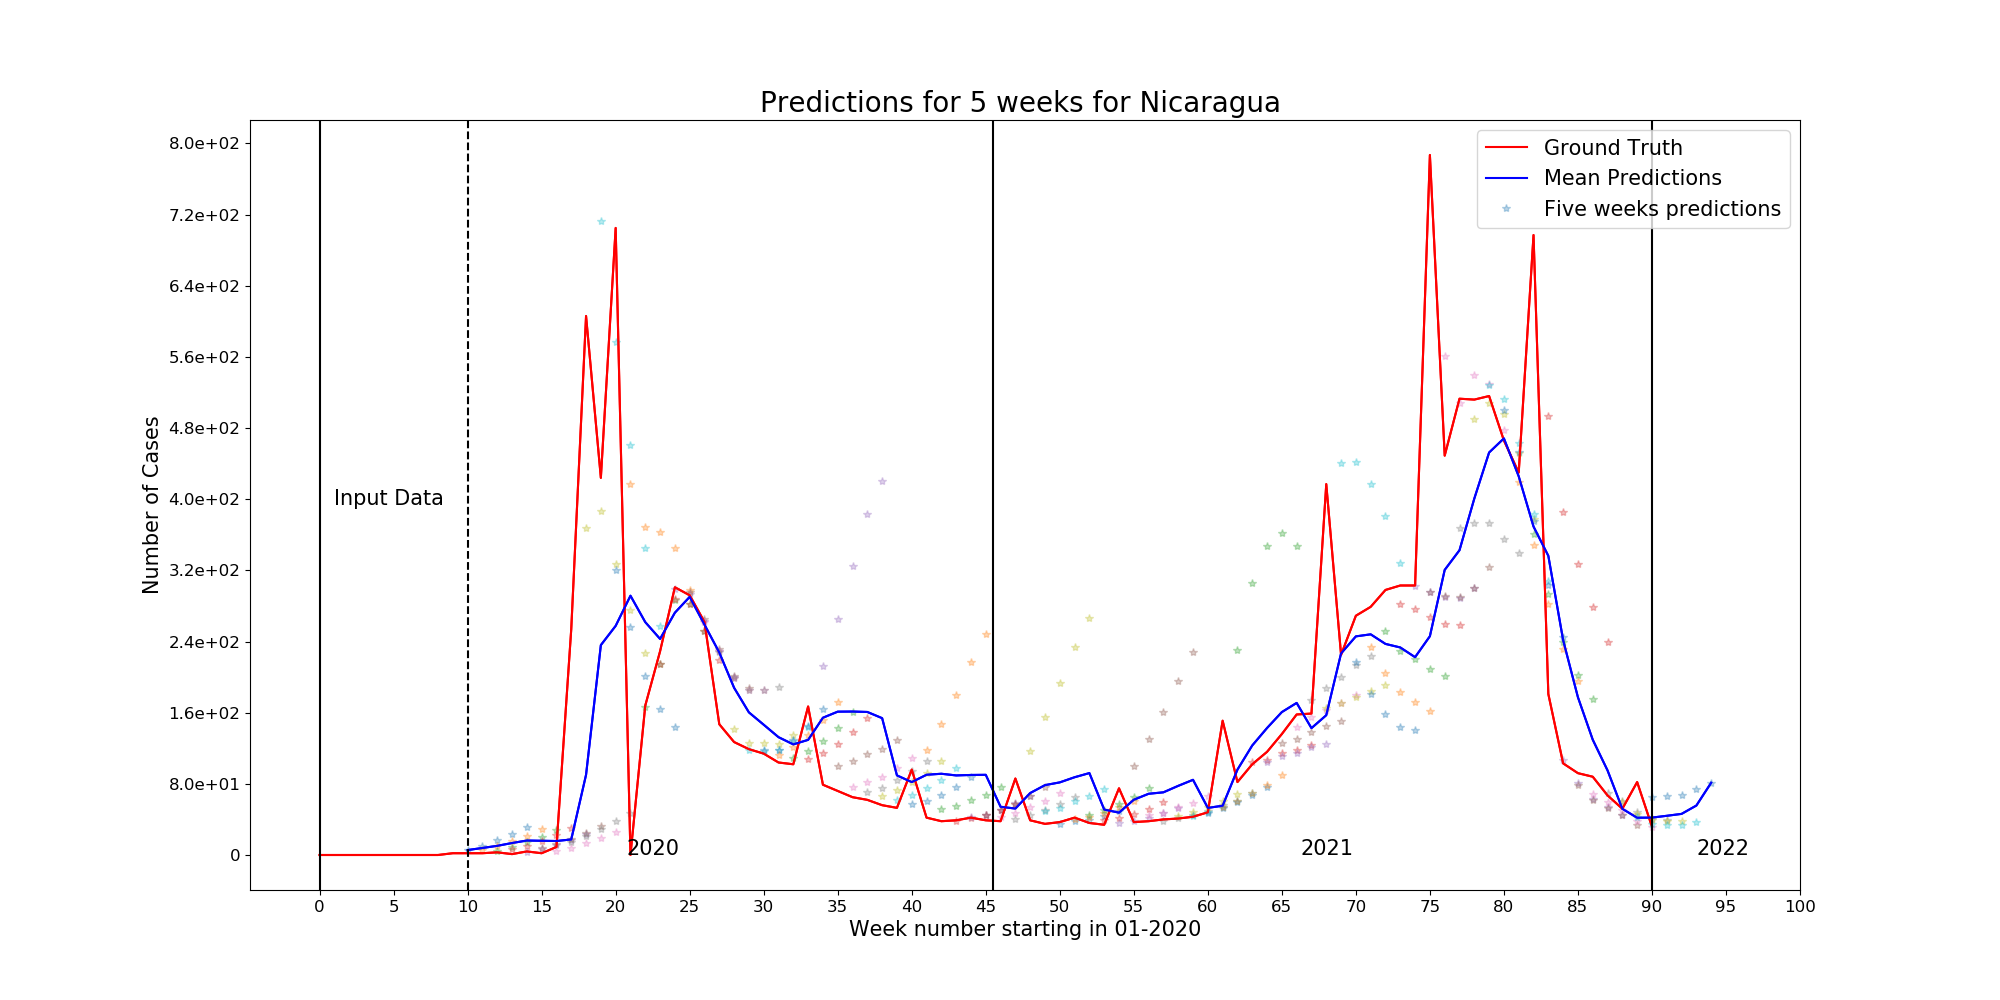 Predictions for 5 weeks for Nicaragua
8.0e+02
7.2e+02
6.4e+02
5.6e+02
4.8e+02
4.0e+02
3.2e+02
2.4e+02
1.6e+02
8.0e+01
0
Number of Cases
Ground Truth
Mean Predictions
Five weeks predictions
Input Data
2020
2021
2022
0 5 10 15 20 25 30 35 40 45 50 55 60 65 70 75 80 85 90 95 100
Week number starting in 01-2020